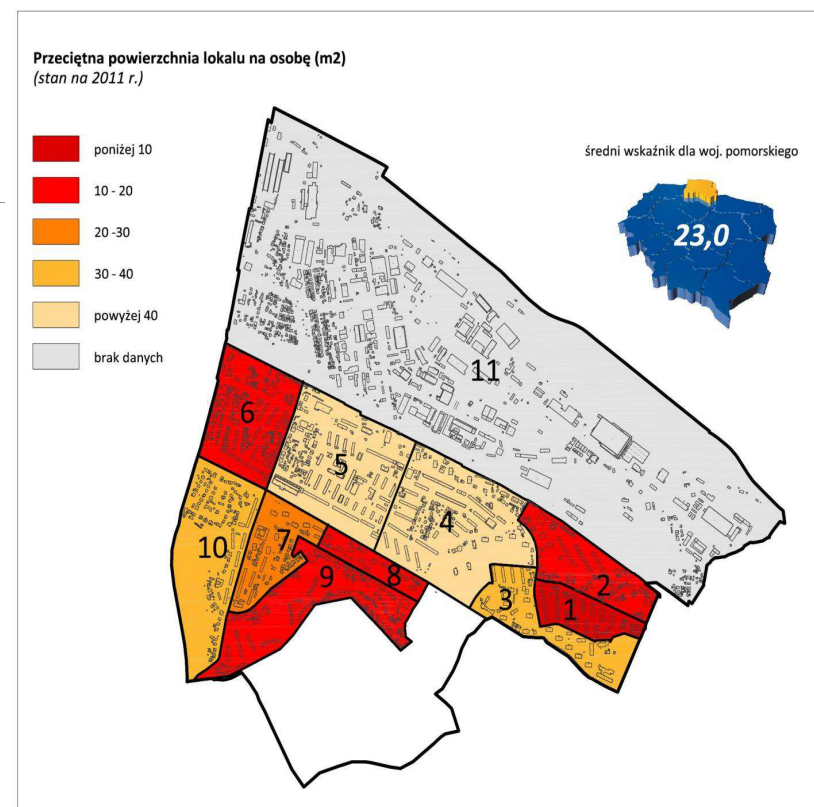 Przeciętna powierzchnia lokalu na osobę (m2)
(stan na 2011 r.)
poniżej 10
10 - 20
20 -30
30 - 40
powyżej 40
brak danych
średni wskaźnik dla woj. pomorskiego
23,0
11
6
5
4
10
7
9
8
3
2
1